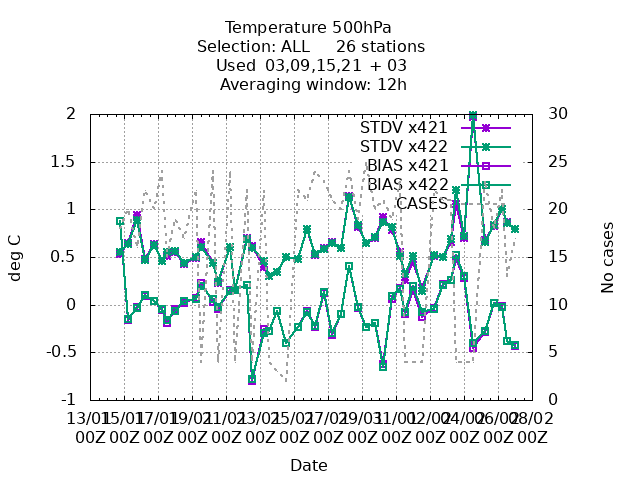 Temperature 500hPa
Selection: ALL 26 stations
Used 03,09,15,21 + 03
Averaging window: 12h
2 30
STDV x421
STDV x422
1.5 25
BIAS x421
BIAS x422
CASES
1 20
deg C
No cases
0.5 15
0 10
-0.5 5
-1 0
13/01 15/01 17/01 19/01 21/01 23/01 25/01 27/01 29/01 31/01 02/02 24/02 26/02 28/02
00Z 00Z 00Z 00Z 00Z 00Z 00Z 00Z 00Z 00Z 00Z 00Z 00Z 00Z
Date